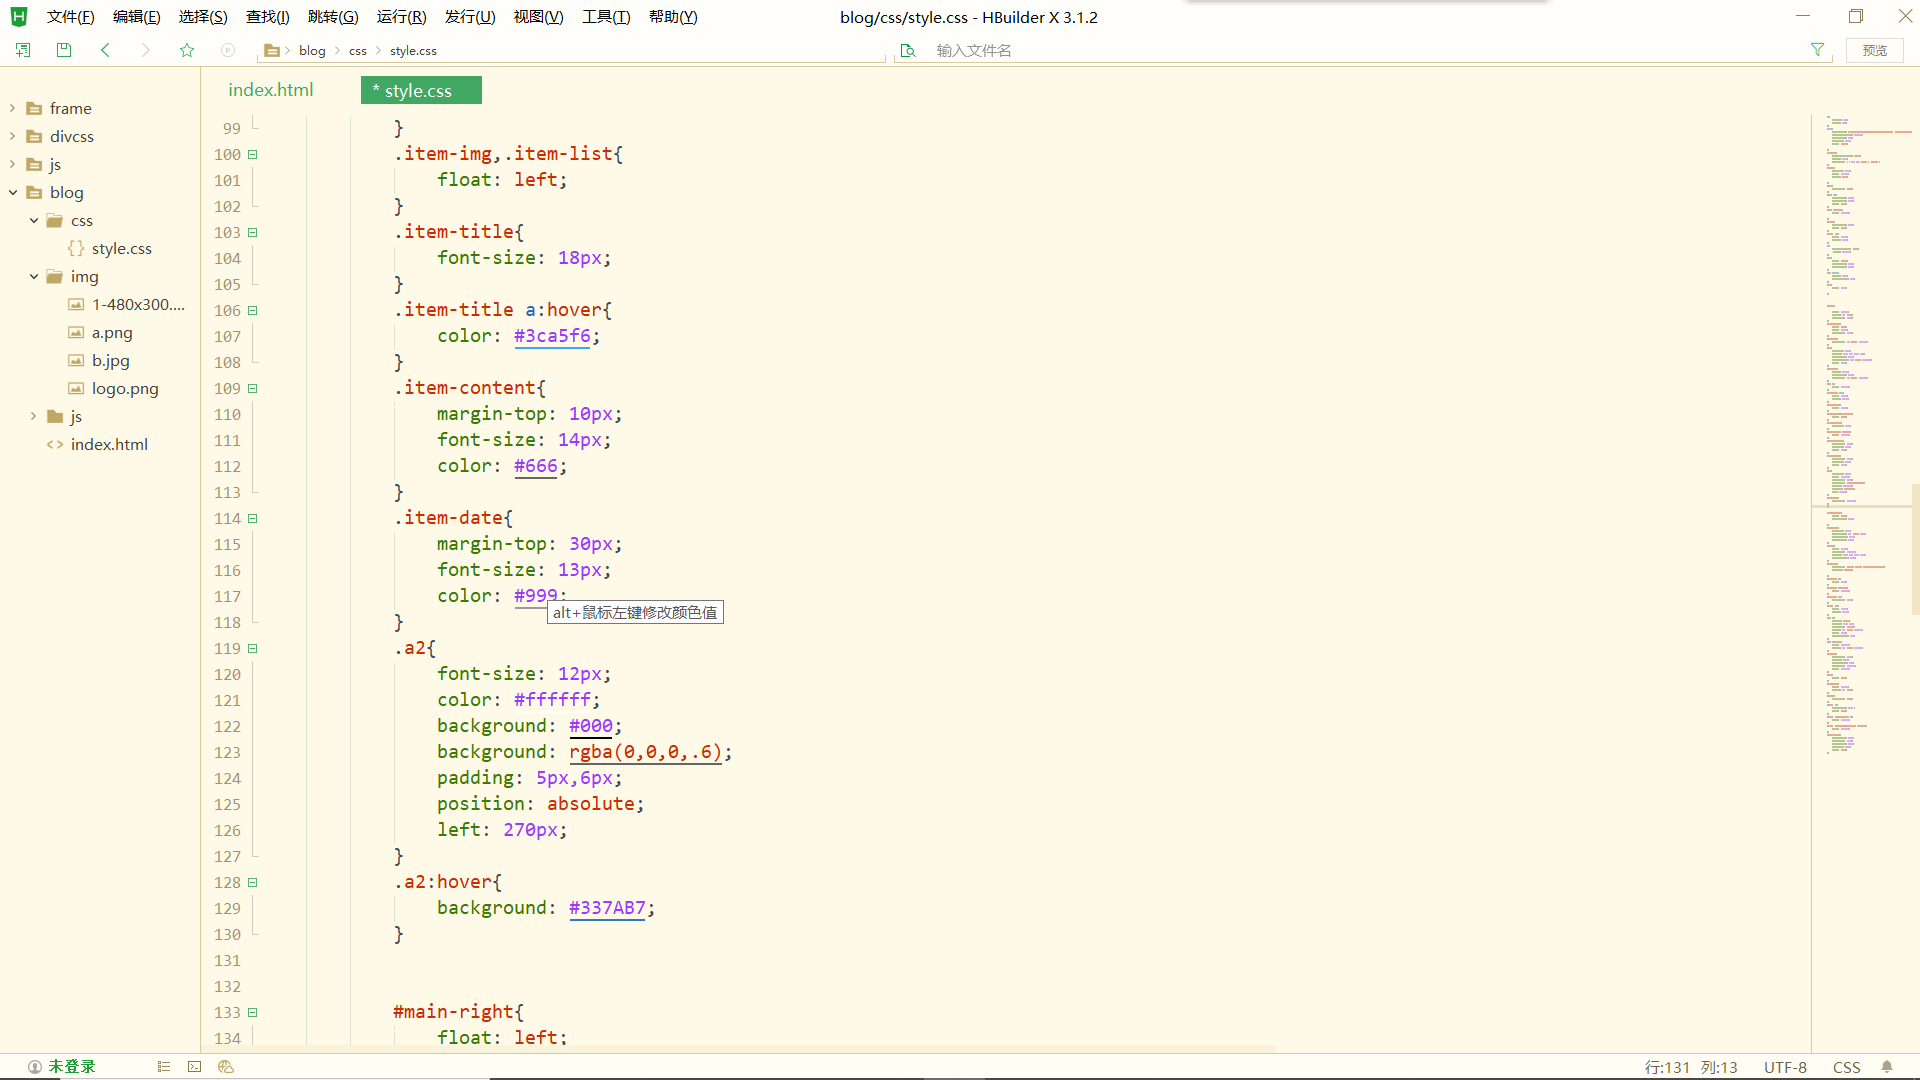 文件(F) 编辑(E) 选择(S) 查找(I) 跳转(G) 运行(R) 发行(U) 视图(V) 工具(T) 帮助(Y) blog/css/style.css - HBuilder X 3.1.2
blog css style.css 输入文件名 预览
index.html * style.css
frame
divcss
js
blog
css
style.css
img
1-480x300....
a.png
b.jpg
logo.png
js
index.html
99 }
100 .item-img,.item-list{
101 float: left;
102 }
103 .item-title{
104 font-size: 18px;
105 }
106 .item-title a:hover{
107 color: #3ca5f6;
108 }
109 .item-content{
110 margin-top: 10px;
111 font-size: 14px;
112 color: #666;
113 }
114 .item-date{
115 margin-top: 30px;
116 font-size: 13px;
117 color: #999;
alt+鼠标左键修改颜色值
118 }
119 .a2{
120 font-size: 12px;
121 color: #ffffff;
122 background: #000;
123 background: rgba(0,0,0,.6);
124 padding: 5px,6px;
125 position: absolute;
126 left: 270px;
127 }
128 .a2:hover{
129 background: #337AB7;
130 }
131
132
133 #main-right{
134 float: left;
未登录 行:131 列:13 UTF-8 CSS